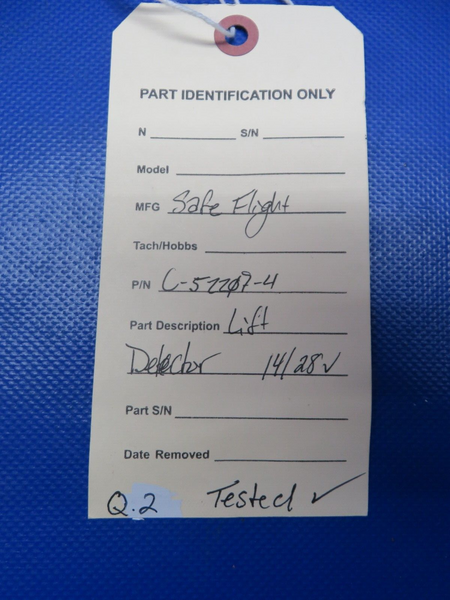 PART IDENTIFICATION ONLY
N S/N
Model
MFG Safe Flight
Tach/Hobbs
P/N C-52207-4
Part Description Lift
Detector 14/28v
Part S/N
Date Removed
Q.2 Tested ✓